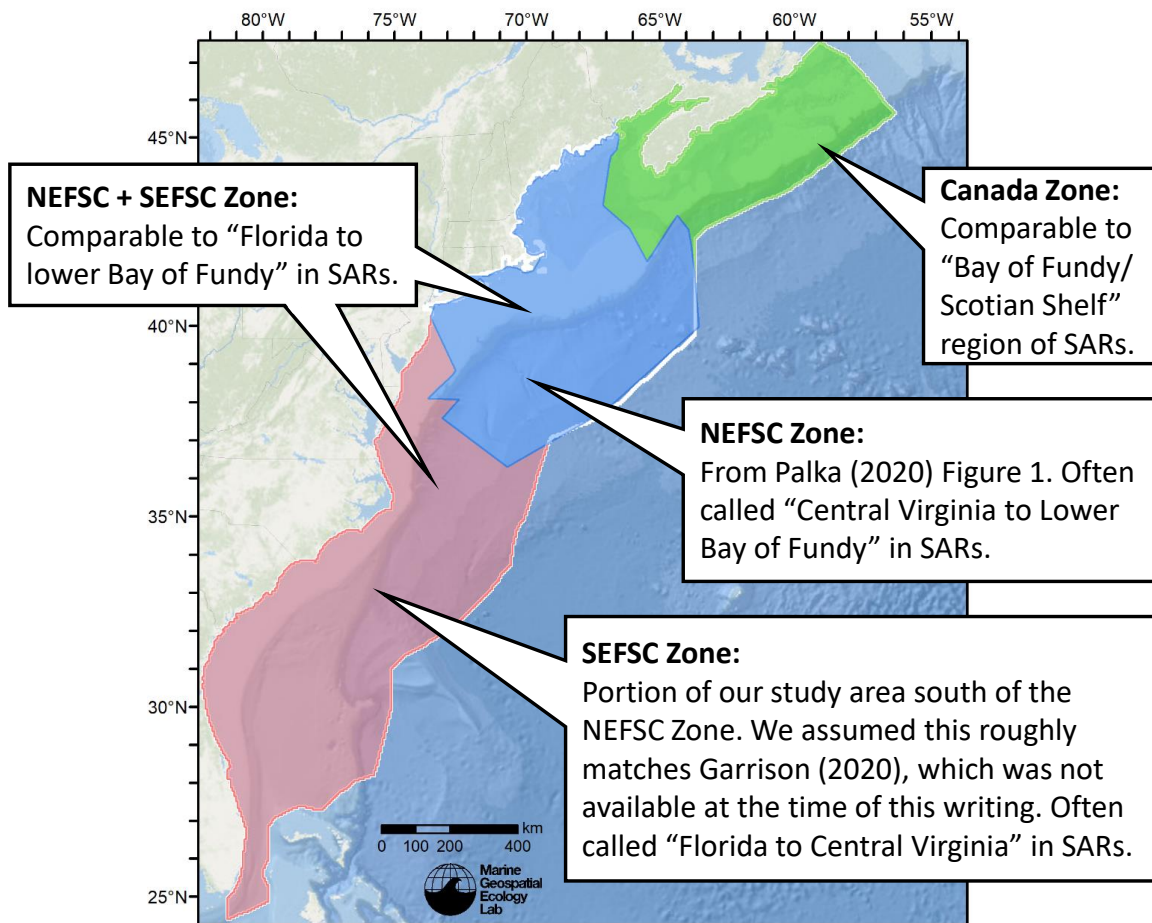 80°W 75°W 70°W 65°W 60°W 55°W
45°N
40°N
35°N
30°N
25°N
NEFSC + SEFSC Zone:
Comparable to “Florida to
lower Bay of Fundy” in SARs.
Canada Zone:
Comparable to
“Bay of Fundy/
Scotian Shelf”
region of SARs.
NEFSC Zone:
From Palka (2020) Figure 1. Often
called “Central Virginia to Lower
Bay of Fundy” in SARs.
SEFSC Zone:
Portion of our study area south of the
NEFSC Zone. We assumed this roughly
matches Garrison (2020), which was not
available at the time of this writing. Often
called “Florida to Central Virginia” in SARs.
km
0 100 200 400
Marine
Geospatial
Ecology
Lab